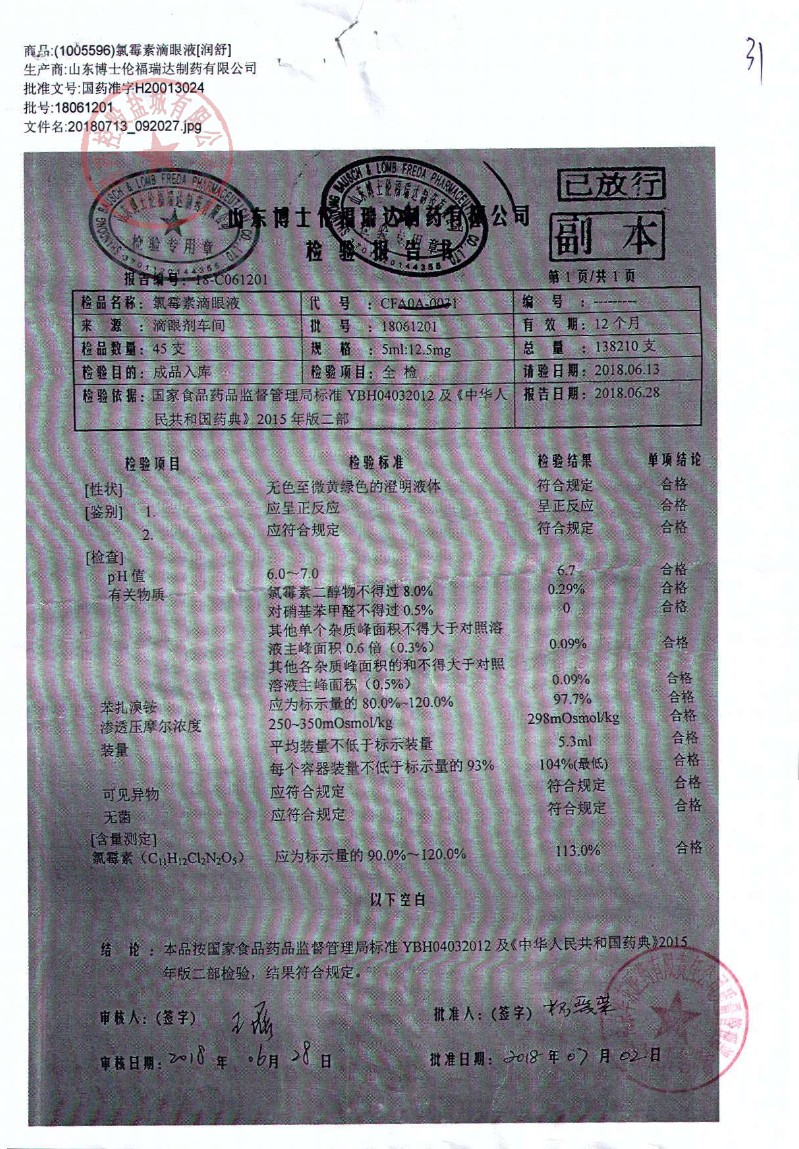 商品:(1005596)氯霉素滴眼液[润舒]
生产商:山东博士伦福瑞达制药有限公司
批准文号:国药准字H20013024
批号:18061201
文件名:20180713_092027.jpg
31
已放行
副 本
SHANDONG BAUSCH & LOMB FREDA PHARMACEUTICAL CO., LTD.
检验专用章
山东博士伦福瑞达制药有限公司
检 验 报 告 书
报告编号：18-C061201
第 1 页/共 1 页
检品名称：氯霉素滴眼液 代 号：CFA0A-0021 编 号：---------
来 源：滴眼剂车间 批 号：18061201 有 效 期：12 个月
检品数量：45 支 规 格：5ml:12.5mg 总 量：138210 支
检验目的：成品入库 检验项目：全 检 请验日期：2018.06.13
检验依据：国家食品药品监督管理局标准 YBH04032012 及《中华人 报告日期：2018.06.28
民共和国药典》2015 年版二部
检验项目 检验标准 检验结果 单项结论
[性状] 无色至微黄绿色的澄明液体 符合规定 合格
[鉴别] 1. 应呈正反应 呈正反应 合格
2. 应符合规定 符合规定 合格
[检查]
pH 值 6.0～7.0 6.7 合格
有关物质 氯霉素二醇物不得过 8.0% 0.29% 合格
对硝基苯甲醛不得过 0.5% 0 合格
其他单个杂质峰面积不得大于对照溶
液主峰面积 0.6 倍（0.3%） 0.09% 合格
其他各杂质峰面积的和不得大于对照
溶液主峰面积（0.5%） 0.09% 合格
苯扎溴铵 应为标示量的 80.0%~120.0% 97.7% 合格
渗透压摩尔浓度 250~350mOsmol/kg 298mOsmol/kg 合格
装量 平均装量不低于标示装量 5.3ml 合格
每个容器装量不低于标示量的 93% 104%(最低) 合格
可见异物 应符合规定 符合规定 合格
无菌 应符合规定 符合规定 合格
[含量测定]
氯霉素（C₁₁H₁₂Cl₂N₂O₅） 应为标示量的 90.0%～120.0% 113.0% 合格
以下空白
结 论：本品按国家食品药品监督管理局标准 YBH04032012 及《中华人民共和国药典》2015
年版二部检验，结果符合规定。
审核人：(签字) 王磊 批准人：(签字)
审核日期：2018 年 06 月 28 日 批准日期：2018 年 07 月 02 日